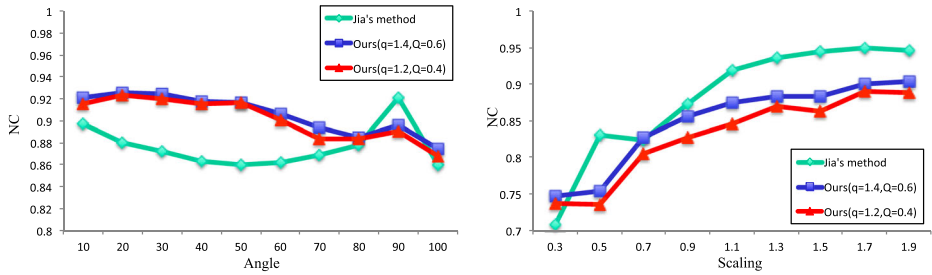 1
0.98
0.96
0.94
0.92
0.9
0.88
0.86
0.84
0.82
0.8
NC
10 20 30 40 50 60 70 80 90 100
Angle
Jia's method
Ours(q=1.4,Q=0.6)
Ours(q=1.2,Q=0.4)
1
0.95
0.9
0.85
0.8
0.75
0.7
NC
0.3 0.5 0.7 0.9 1.1 1.3 1.5 1.7 1.9
Scaling
Jia's method
Ours(q=1.4,Q=0.6)
Ours(q=1.2,Q=0.4)